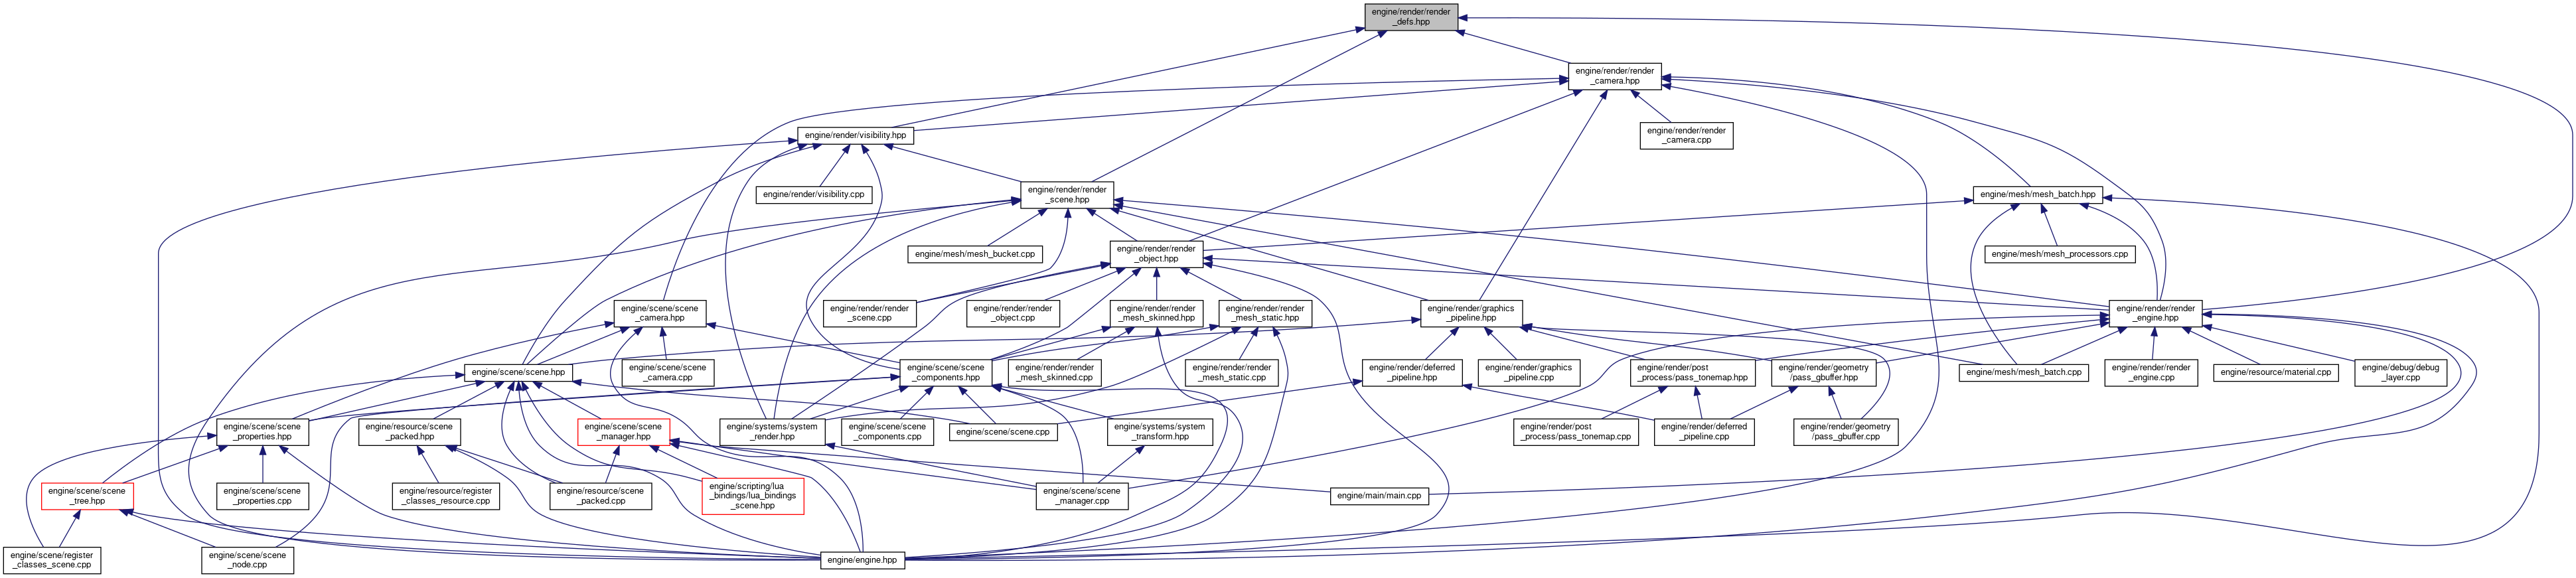 engine/render/render
_defs.hpp
engine/render/render
_camera.hpp
engine/render/visibility.hpp
engine/render/render
_camera.cpp
engine/render/visibility.cpp
engine/render/render
_scene.hpp
engine/mesh/mesh_batch.hpp
engine/mesh/mesh_bucket.cpp
engine/render/render
_object.hpp
engine/mesh/mesh_processors.cpp
engine/scene/scene
_camera.hpp
engine/render/render
_scene.cpp
engine/render/render
_object.cpp
engine/render/render
_mesh_skinned.hpp
engine/render/render
_mesh_static.hpp
engine/render/graphics
_pipeline.hpp
engine/render/render
_engine.hpp
engine/scene/scene.hpp
engine/scene/scene
_camera.cpp
engine/scene/scene
_components.hpp
engine/render/render
_mesh_skinned.cpp
engine/render/render
_mesh_static.cpp
engine/render/deferred
_pipeline.hpp
engine/render/graphics
_pipeline.cpp
engine/render/post
_process/pass_tonemap.hpp
engine/render/geometry
/pass_gbuffer.hpp
engine/mesh/mesh_batch.cpp
engine/render/render
_engine.cpp
engine/resource/material.cpp
engine/debug/debug
_layer.cpp
engine/scene/scene
_properties.hpp
engine/resource/scene
_packed.hpp
engine/scene/scene
_manager.hpp
engine/systems/system
_render.hpp
engine/scene/scene
_components.cpp
engine/scene/scene.cpp
engine/systems/system
_transform.hpp
engine/render/post
_process/pass_tonemap.cpp
engine/render/deferred
_pipeline.cpp
engine/render/geometry
/pass_gbuffer.cpp
engine/scene/scene
_tree.hpp
engine/scene/scene
_properties.cpp
engine/resource/register
_classes_resource.cpp
engine/resource/scene
_packed.cpp
engine/scripting/lua
_bindings/lua_bindings
_scene.hpp
engine/scene/scene
_manager.cpp
engine/main/main.cpp
engine/scene/register
_classes_scene.cpp
engine/scene/scene
_node.cpp
engine/engine.hpp